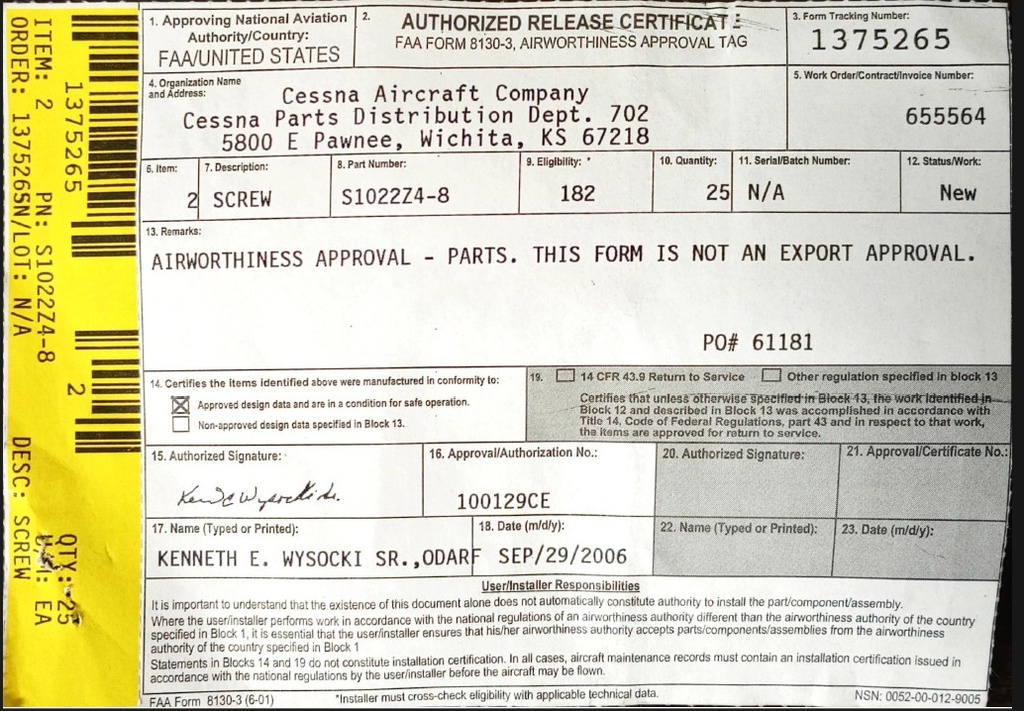 ITEM: 2 PN: S1022Z4-8 DESC: SCREW QTY: 25
ORDER: 1375265 SN/LOT: N/A U/M: EA
1375265
2
1. Approving National Aviation
Authority/Country:
FAA/UNITED STATES
2.
AUTHORIZED RELEASE CERTIFICATE
FAA FORM 8130-3, AIRWORTHINESS APPROVAL TAG
3. Form Tracking Number:
1375265
4. Organization Name
and Address:
Cessna Aircraft Company
Cessna Parts Distribution Dept. 702
5800 E Pawnee, Wichita, KS 67218
5. Work Order/Contract/Invoice Number:
655564
6. Item: 7. Description: 8. Part Number: 9. Eligibility: * 10. Quantity: 11. Serial/Batch Number: 12. Status/Work:
2 SCREW S1022Z4-8 182 25 N/A New
13. Remarks:
AIRWORTHINESS APPROVAL - PARTS. THIS FORM IS NOT AN EXPORT APPROVAL.
PO# 61181
14. Certifies the items identified above were manufactured in conformity to:
Approved design data and are in a condition for safe operation.
Non-approved design data specified in Block 13.
19. 14 CFR 43.9 Return to Service Other regulation specified in block 13
Certifies that unless otherwise specified in Block 13, the work identified in
Block 12 and described in Block 13 was accomplished in accordance with
Title 14, Code of Federal Regulations, part 43 and in respect to that work,
the items are approved for return to service.
15. Authorized Signature: 16. Approval/Authorization No.: 20. Authorized Signature: 21. Approval/Certificate No.:
100129CE
17. Name (Typed or Printed): 18. Date (m/d/y): 22. Name (Typed or Printed): 23. Date (m/d/y):
KENNETH E. WYSOCKI SR.,ODARF SEP/29/2006
User/Installer Responsibilities
It is important to understand that the existence of this document alone does not automatically constitute authority to install the part/component/assembly.
Where the user/installer performs work in accordance with the national regulations of an airworthiness authority different than the airworthiness authority of the country
specified in Block 1, it is essential that the user/installer ensures that his/her airworthiness authority accepts parts/components/assemblies from the airworthiness
authority of the country specified in Block 1
Statements in Blocks 14 and 19 do not constitute installation certification. In all cases, aircraft maintenance records must contain an installation certification issued in
accordance with the national regulations by the user/installer before the aircraft may be flown.
FAA Form 8130-3 (6-01) *Installer must cross-check eligibility with applicable technical data. NSN: 0052-00-012-9005